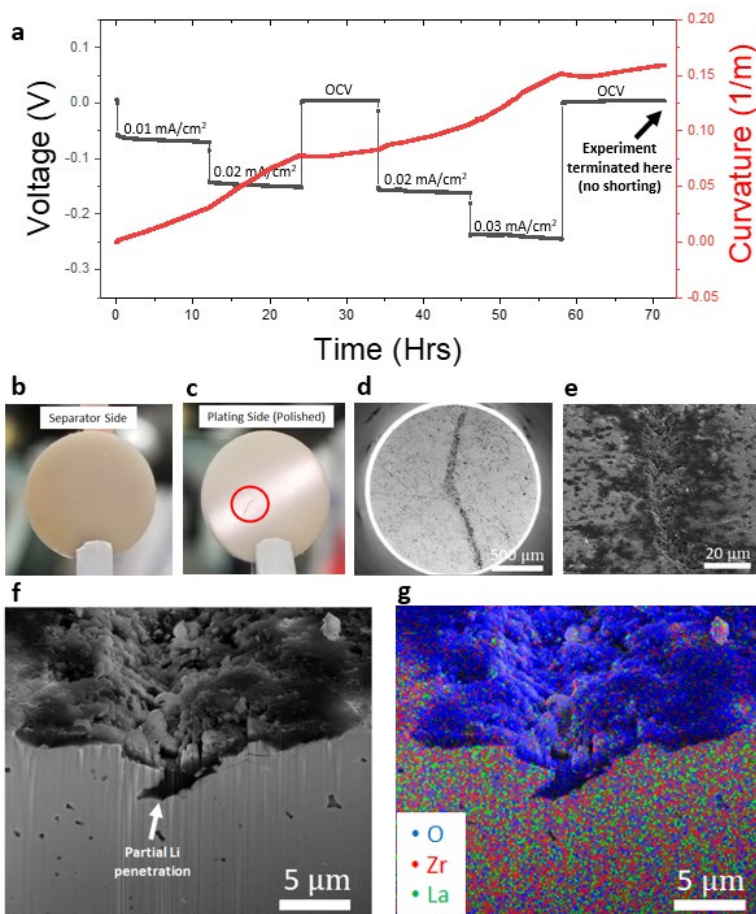 a
0.1
0.20
0.0
OCV
OCV
0.15
0.01 mA/cm²
-0.1
0.02 mA/cm²
0.02 mA/cm²
0.10
Experiment
terminated here
(no shorting)
0.05
-0.2
0.03 mA/cm²
0.00
-0.3
-0.05
0 10 20 30 40 50 60 70
Voltage (V)
Curvature (1/m)
Time (Hrs)
b
Separator Side
c
Plating Side (Polished)
d
500 μm
e
20 μm
f
Partial Li
penetration
5 μm
g
• O
• Zr
• La
5 μm